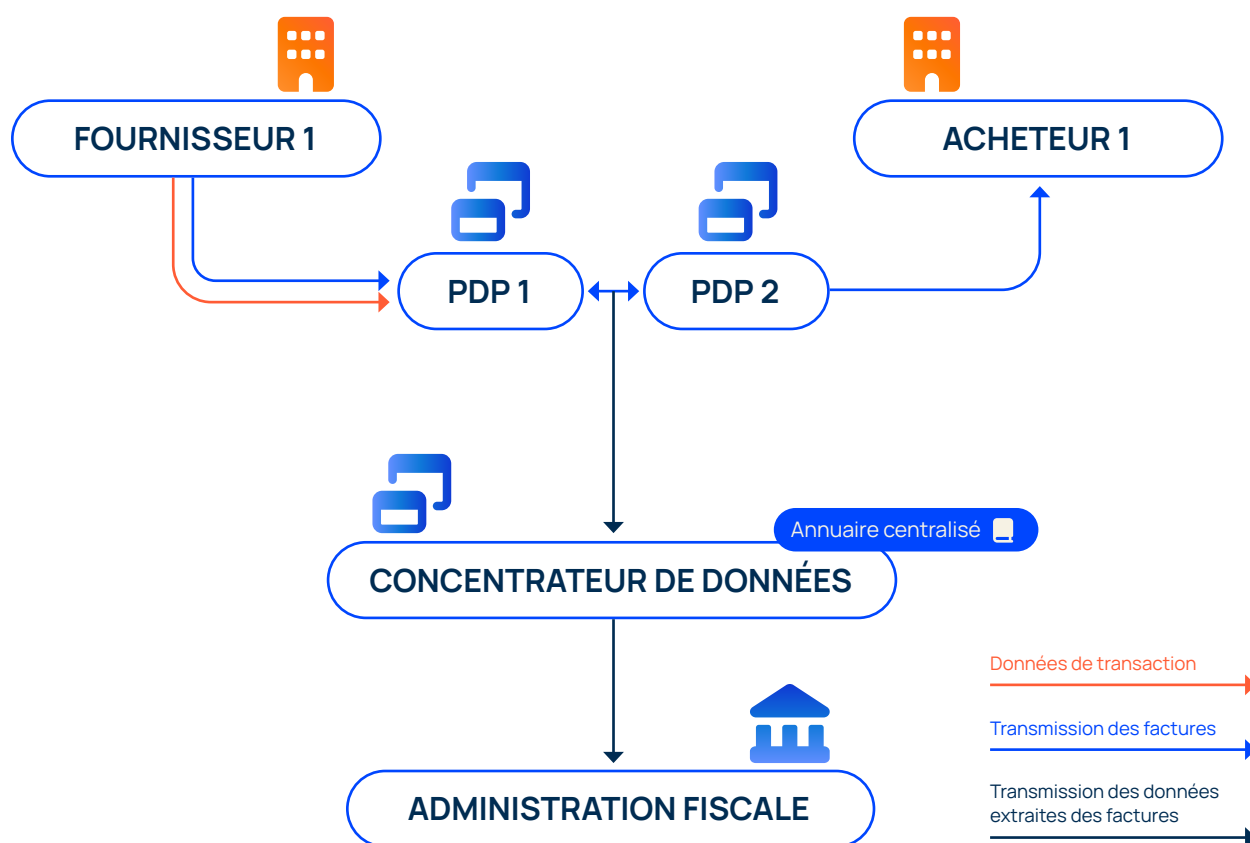 FOURNISSEUR 1
ACHETEUR 1
PDP 1
PDP 2
Annuaire centralisé
CONCENTRATEUR DE DONNÉES
Données de transaction
Transmission des factures
Transmission des données
extraites des factures
ADMINISTRATION FISCALE